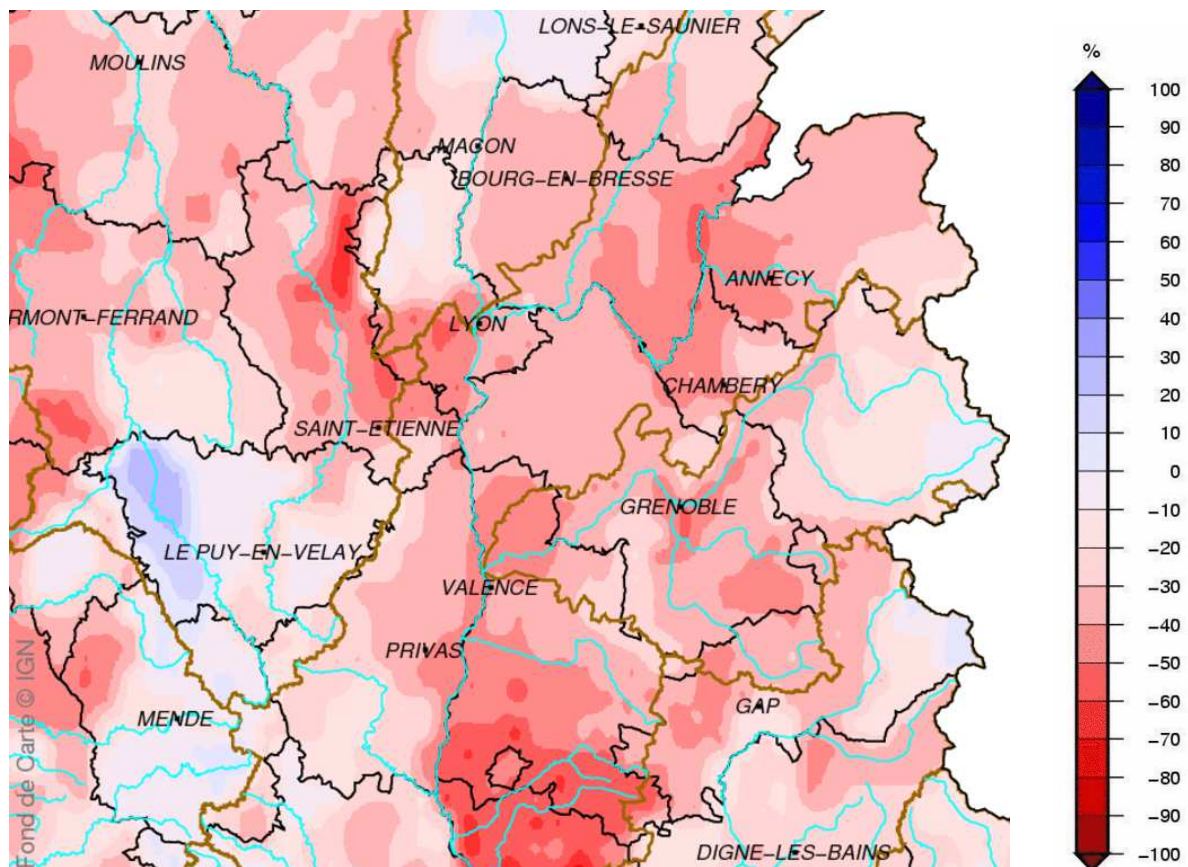 LONS-LE-SAUNIER
MOULINS
MACON
BOURG-EN-BRESSE
ANNECY
RMONT-FERRAND
LYON
CHAMBERY
SAINT-ETIENNE
GRENOBLE
LE PUY-EN-VELAY
VALENCE
PRIVAS
MENDE
GAP
DIGNE-LES-BAINS
Fond de Carte © IGN
%
100
90
80
70
60
50
40
30
20
10
0
-10
-20
-30
-40
-50
-60
-70
-80
-90
-100